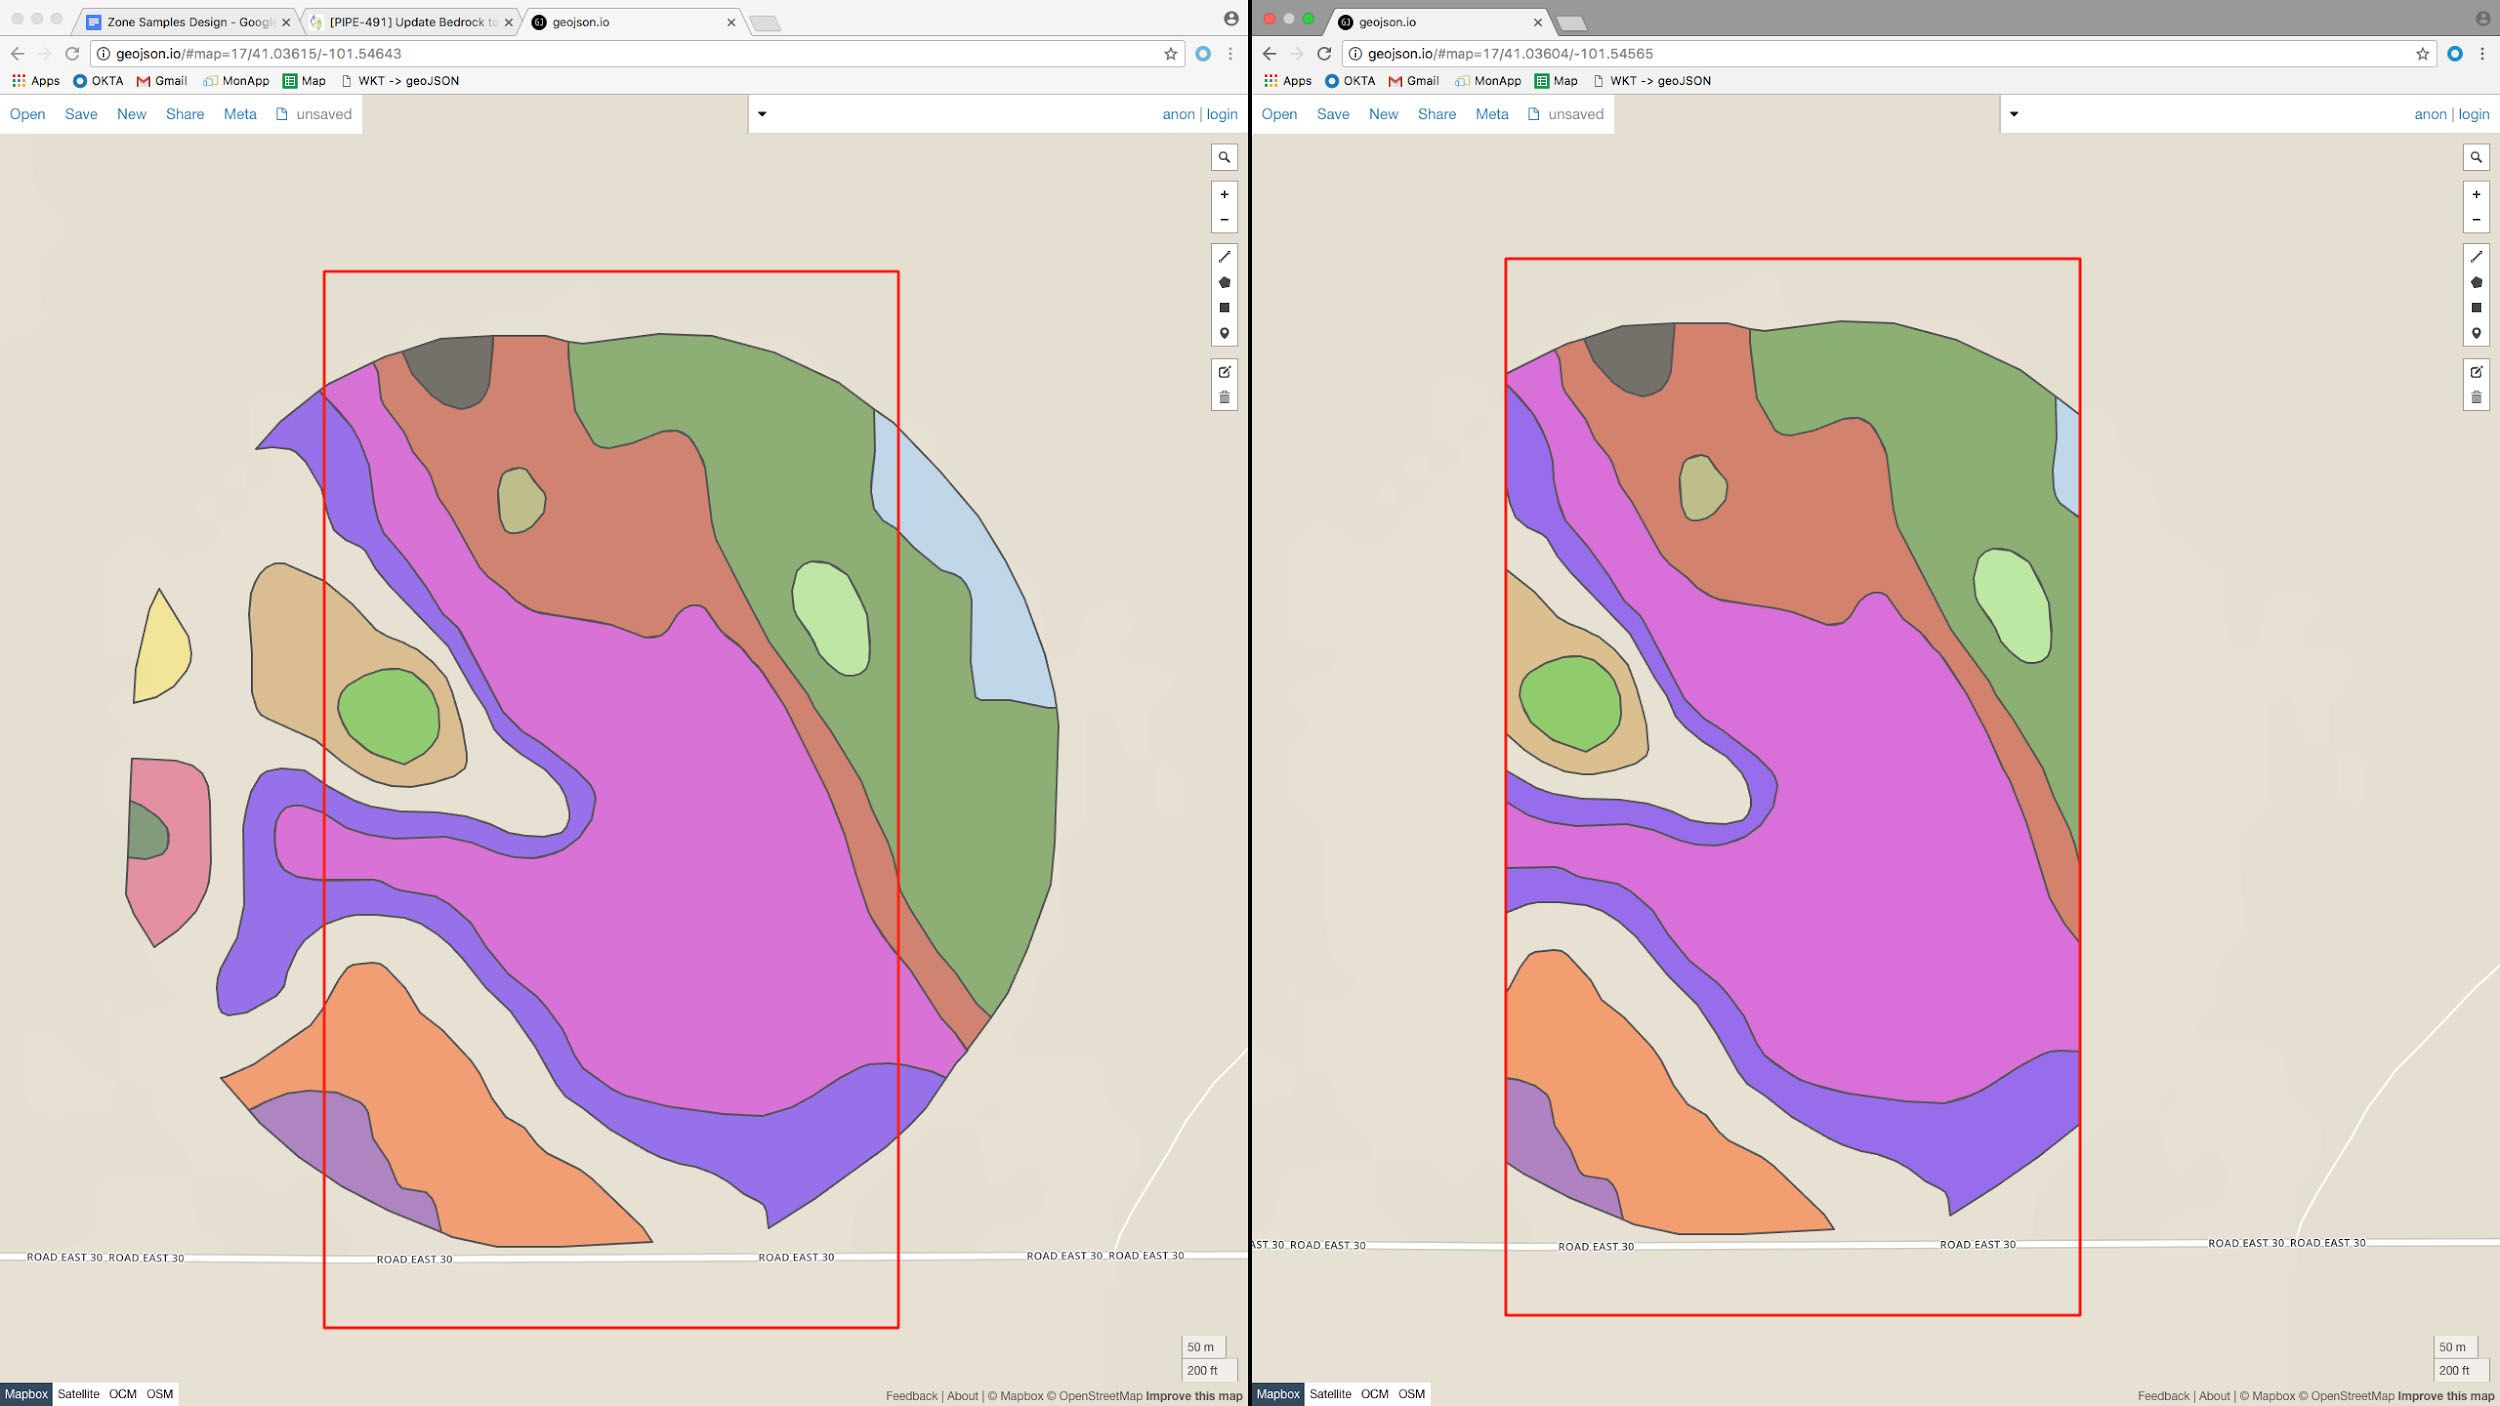 Zone Samples Design - Google
[PIPE-491] Update Bedrock to
geojson.io
geojson.io/#map=17/41.03615/-101.54643
Apps OKTA Gmail MonApp Map WKT -> geoJSON
Open Save New Share Meta unsaved
anon | login
+
−
ROAD EAST 30 ROAD EAST 30 ROAD EAST 30 ROAD EAST 30 ROAD EAST 30 ROAD EAST 30
50 m
200 ft
Mapbox Satellite OCM OSM
Feedback | About | © Mapbox © OpenStreetMap Improve this map
geojson.io
geojson.io/#map=17/41.03604/-101.54565
Apps OKTA Gmail MonApp Map WKT -> geoJSON
Open Save New Share Meta unsaved
anon | login
+
−
AST 30 ROAD EAST 30 ROAD EAST 30 ROAD EAST 30 ROAD EAST 30 ROAD EAST 30
50 m
200 ft
Mapbox Satellite OCM OSM
Feedback | About | © Mapbox © OpenStreetMap Improve this map